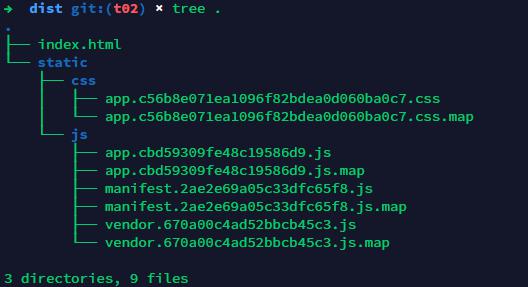 ➜  dist git:(t02) ✗ tree .
.
├── index.html
└── static
    ├── css
    │   ├── app.c56b8e071ea1096f82bdea0d060ba0c7.css
    │   └── app.c56b8e071ea1096f82bdea0d060ba0c7.css.map
    └── js
        ├── app.cbd59309fe48c19586d9.js
        ├── app.cbd59309fe48c19586d9.js.map
        ├── manifest.2ae2e69a05c33dfc65f8.js
        ├── manifest.2ae2e69a05c33dfc65f8.js.map
        ├── vendor.670a00c4ad52bbcb45c3.js
        └── vendor.670a00c4ad52bbcb45c3.js.map
3 directories, 9 files